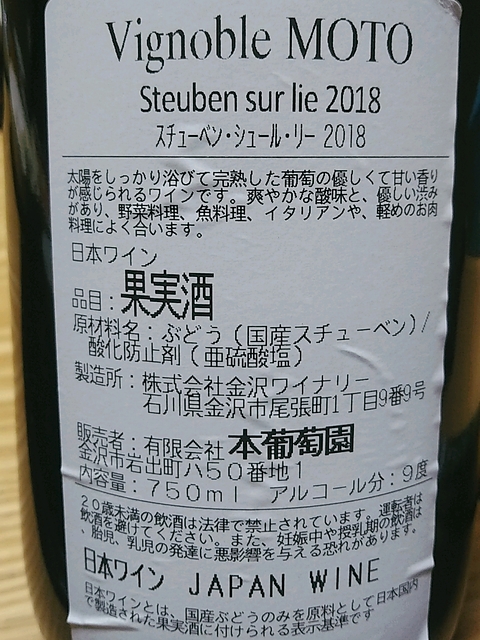 Vignoble MOTO
Steuben sur lie 2018
スチューベン・シュール・リー 2018
太陽をしっかり浴びて完熟した葡萄の優しくて甘い香り
が感じられるワインです。爽やかな酸味と、優しい渋み
があり、野菜料理、魚料理、イタリアンや、軽めのお肉
料理によく合います。
日本ワイン
品目：果実酒
原材料名：ぶどう（国産スチューベン）/
酸化防止剤（亜硫酸塩）
製造所：株式会社金沢ワイナリー
石川県金沢市尾張町1丁目9番9号
販売者：有限会社 本葡萄園
金沢市岩出町ハ50番地1
内容量：750ml アルコール分：9度
20歳未満の飲酒は法律で禁止されています。運転者は
飲酒を避けてください。また、妊娠中や授乳期の飲酒は
胎児、乳児の発達に悪影響を与える恐れがあります。
日本ワイン JAPAN WINE
日本ワインとは、国産ぶどうのみを原料として日本国内
で製造された果実酒に付けられる表示基準です